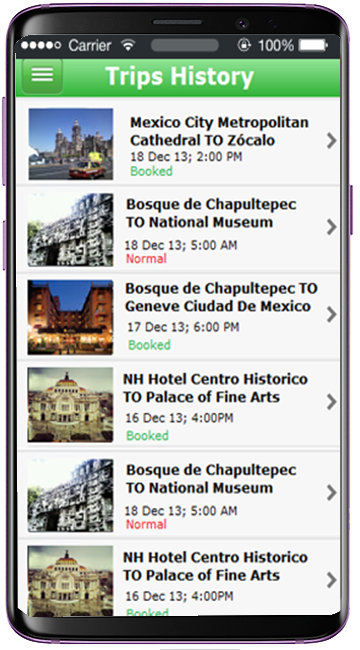 Carrier 100%
Trips History
Mexico City Metropolitan
Cathedral TO Zócalo
18 Dec 13; 2:00 PM
Booked
Bosque de Chapultepec
TO National Museum
18 Dec 13; 5:00 AM
Normal
Bosque de Chapultepec TO
Geneve Ciudad De Mexico
17 Dec 13; 6:00 PM
Booked
NH Hotel Centro Historico
TO Palace of Fine Arts
16 Dec 13; 4:00PM
Booked
Bosque de Chapultepec
TO National Museum
18 Dec 13; 5:00 AM
Normal
NH Hotel Centro Historico
TO Palace of Fine Arts
16 Dec 13; 4:00PM
Booked